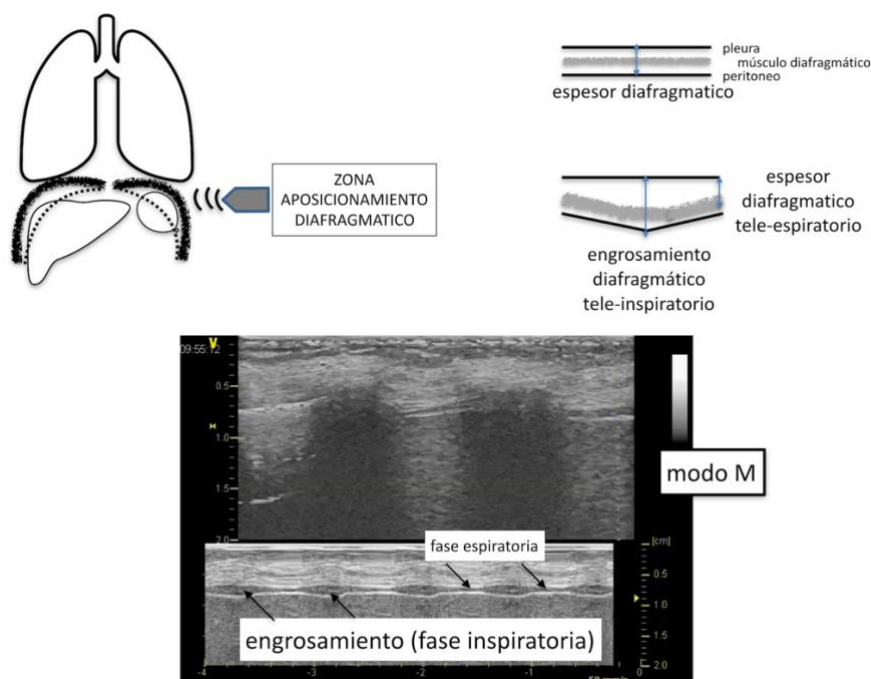 pleura
músculo diafragmático
peritoneo
espesor diafragmatico
ZONA
APOSICIONAMIENTO
DIAFRAGMATICO
espesor
diafragmatico
tele-espiratorio
engrosamiento
diafragmático
tele-inspiratorio
V
09:55:12
0.5
1.0
1.5
2.0
modo M
fase espiratoria
[cm]
0.5
1.0
1.5
2.0
engrosamiento (fase inspiratoria)
-4 -3 -2 -1 0